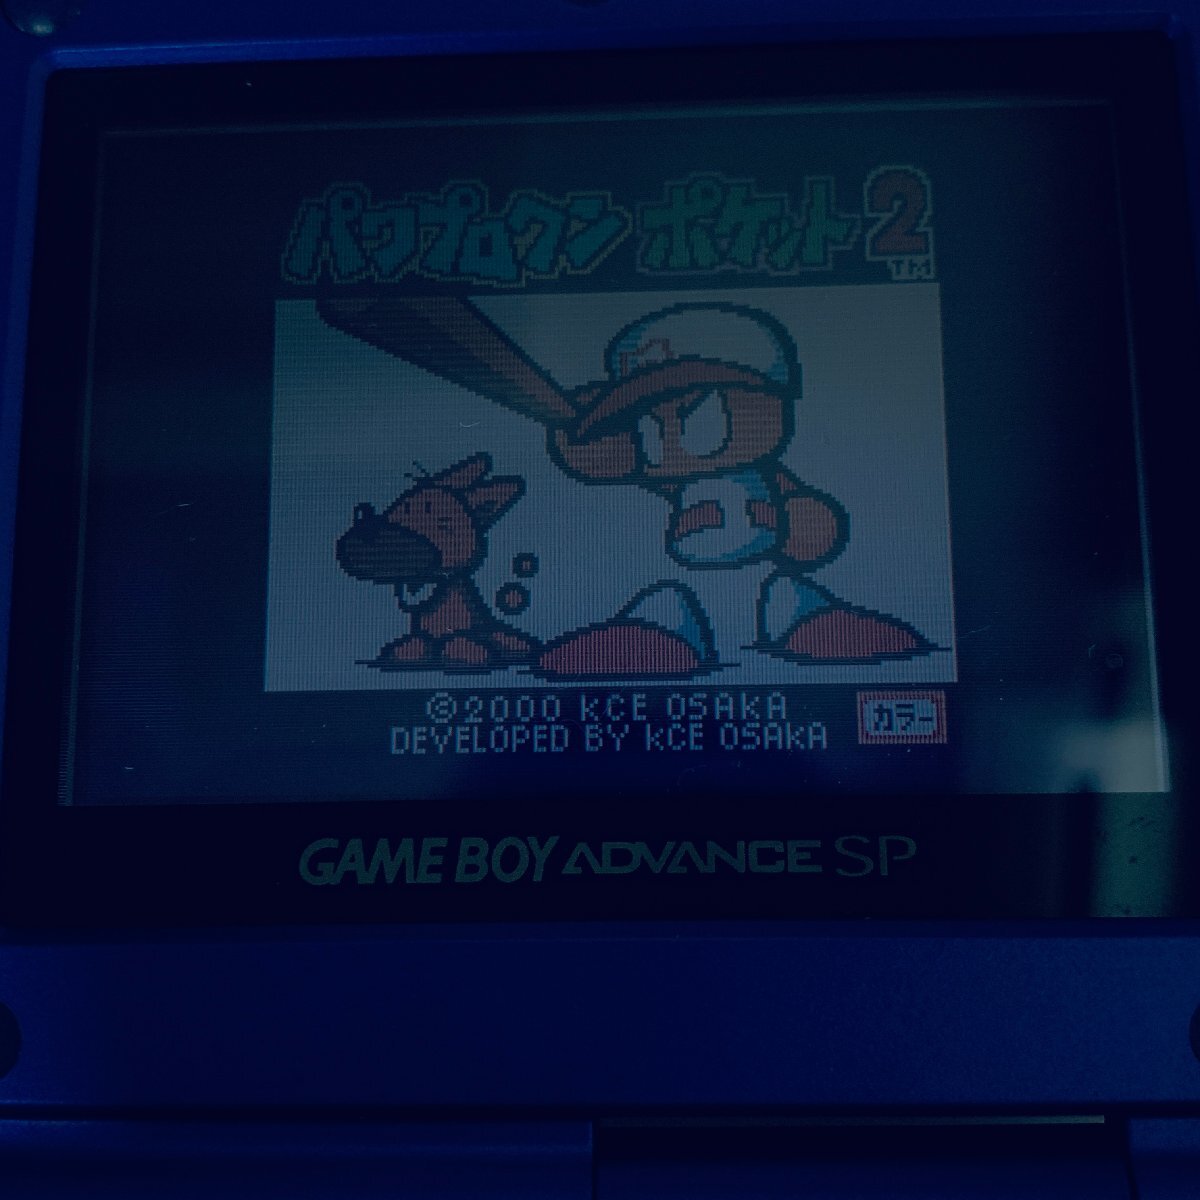 パワプロクン ポケット2
TM
©2000 KCE OSAKA
DEVELOPED BY KCE OSAKA
カラー
GAME BOY ADVANCE SP